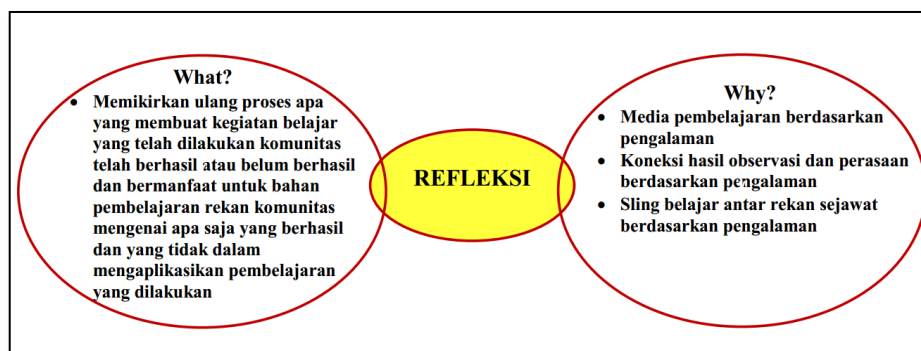 What?
• Memikirkan ulang proses apa
yang membuat kegiatan belajar
yang telah dilakukan komunitas
telah berhasil atau belum berhasil
dan bermanfaat untuk bahan
pembelajaran rekan komunitas
mengenai apa saja yang berhasil
dan yang tidak dalam
mengaplikasikan pembelajaran
yang dilakukan
REFLEKSI
Why?
• Media pembelajaran berdasarkan
pengalaman
• Koneksi hasil observasi dan perasaan
berdasarkan pengalaman
• Sling belajar antar rekan sejawat
berdasarkan pengalaman